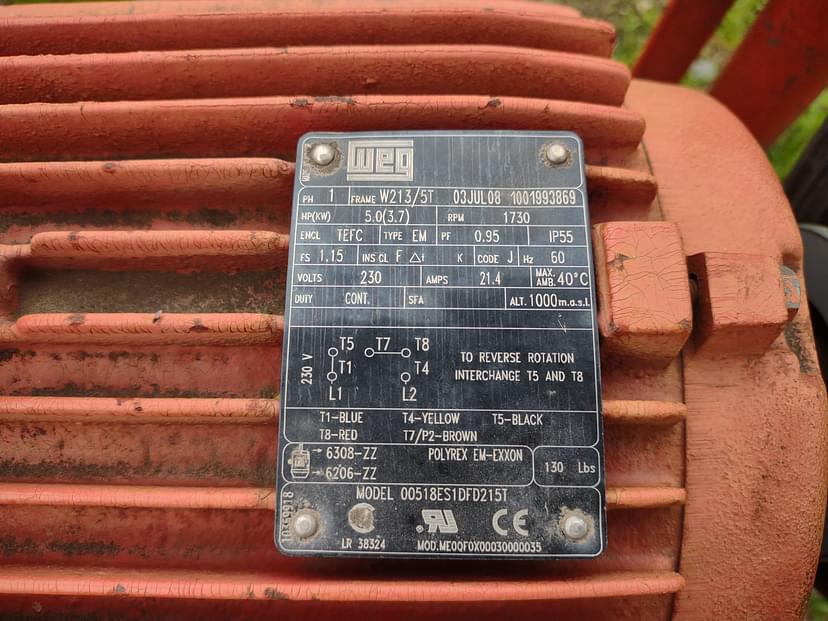 WEG
PH 1 FRAME W213/5T 03JUL08 1001993869
HP(KW) 5.0(3.7) RPM 1730
ENCL TEFC TYPE EM PF 0.95 IP55
FS 1.15 INS CL F Δt K CODE J Hz 60
VOLTS 230 AMPS 21.4 MAX. AMB. 40°C
DUTY CONT. SFA ALT. 1000m.a.s.l.
230 V
T5 T7 T8
T1 T4
L1 L2
TO REVERSE ROTATION
INTERCHANGE T5 AND T8
T1-BLUE T4-YELLOW T5-BLACK
T8-RED T7/P2-BROWN
6308-ZZ POLYREX EM-EXXON
6206-ZZ
130 Lbs
MODEL 00518ES1DFD215T
LR 38324
MOD.ME0QF0X00030000035
CE